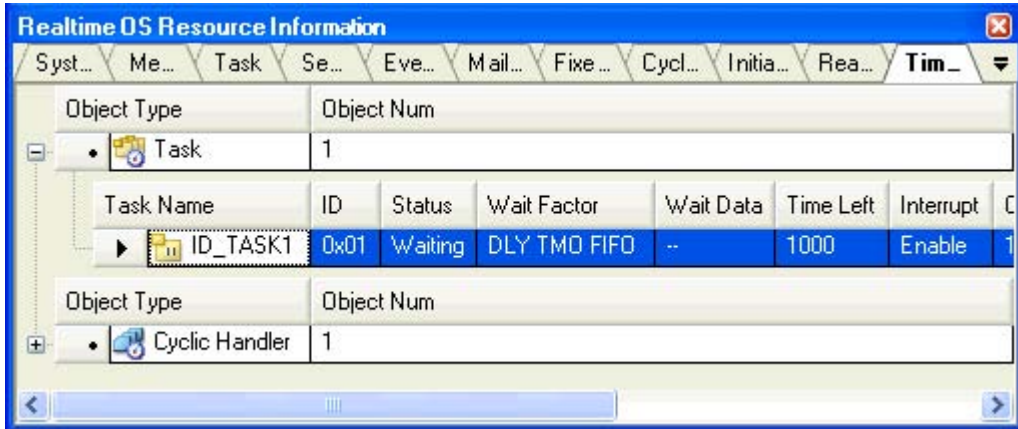 Realtime OS Resource Information
Syst... Me... Task Se... Eve... Mail... Fixe... Cycl... Initia... Rea... Tim...
Object Type Object Num
Task 1
Task Name ID Status Wait Factor Wait Data Time Left Interrupt
ID_TASK1 0x01 Waiting DLY TMO FIFO -- 1000 Enable
Object Type Object Num
Cyclic Handler 1